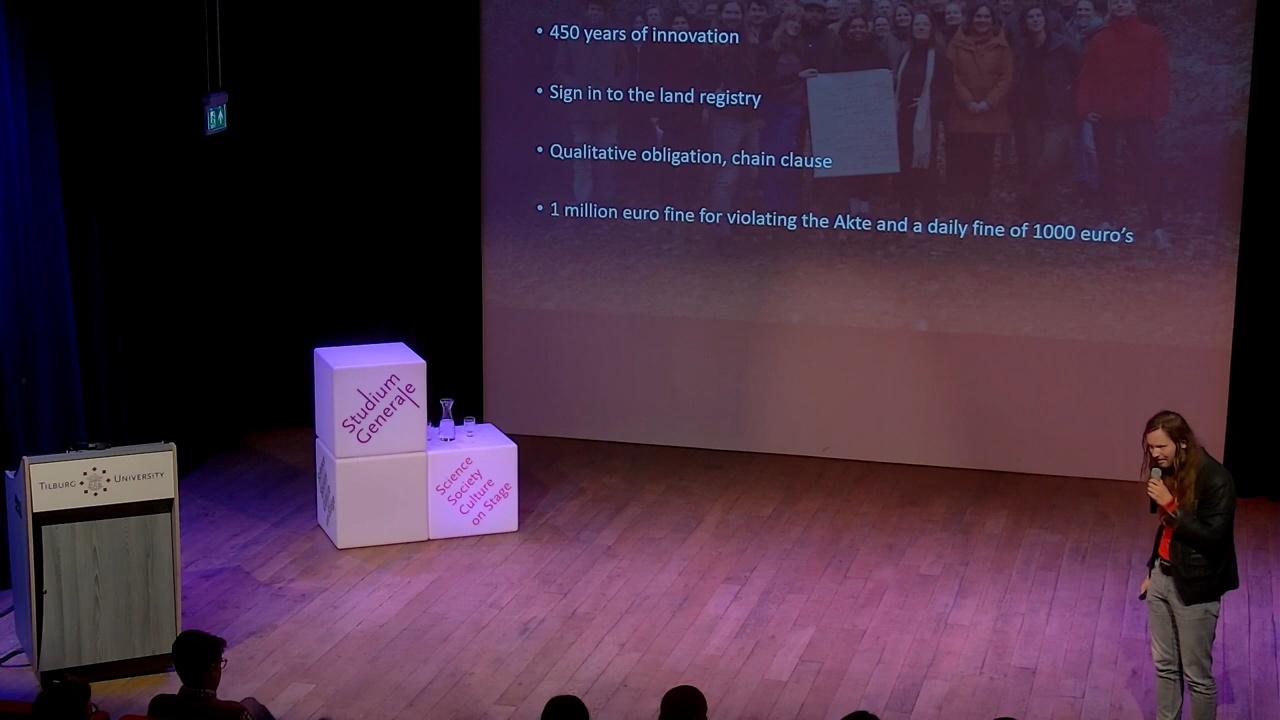 • 450 years of innovation
• Sign in to the land registry
• Qualitative obligation, chain clause
• 1 million euro fine for violating the Akte and a daily fine of 1000 euro's
Studium
Generale
Science
Society
Culture
on Stage
TILBURG UNIVERSITY